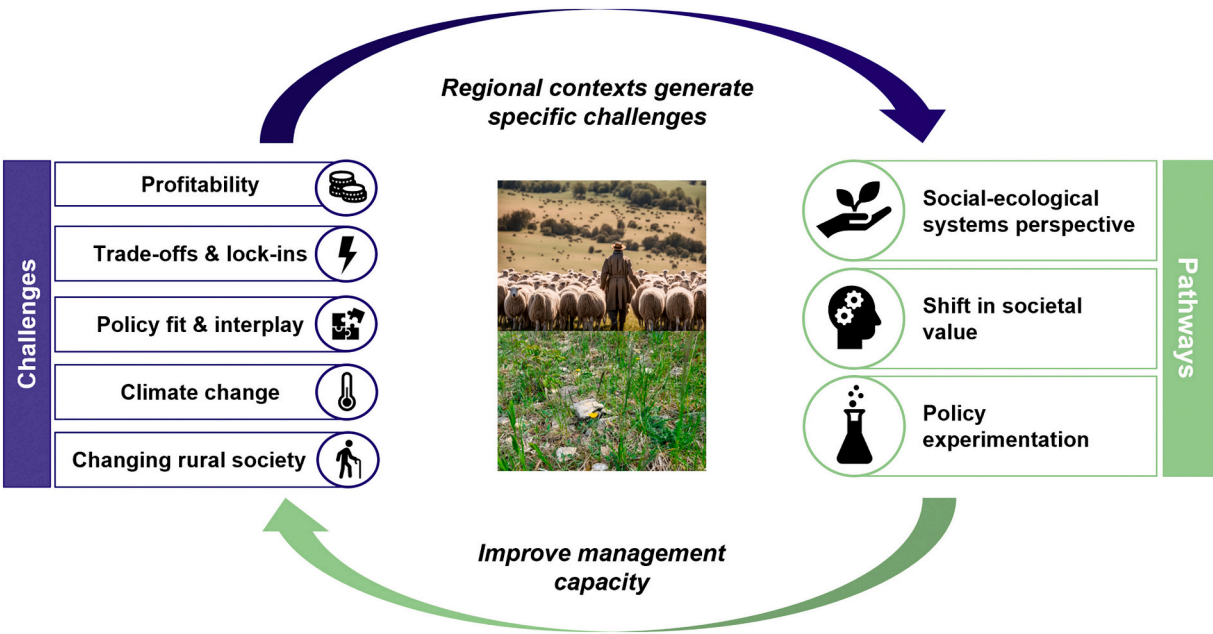 Regional contexts generate
specific challenges
Challenges
Profitability
Trade-offs & lock-ins
Policy fit & interplay
Climate change
Changing rural society
Social-ecological
systems perspective
Shift in societal
value
Policy
experimentation
Pathways
Improve management
capacity